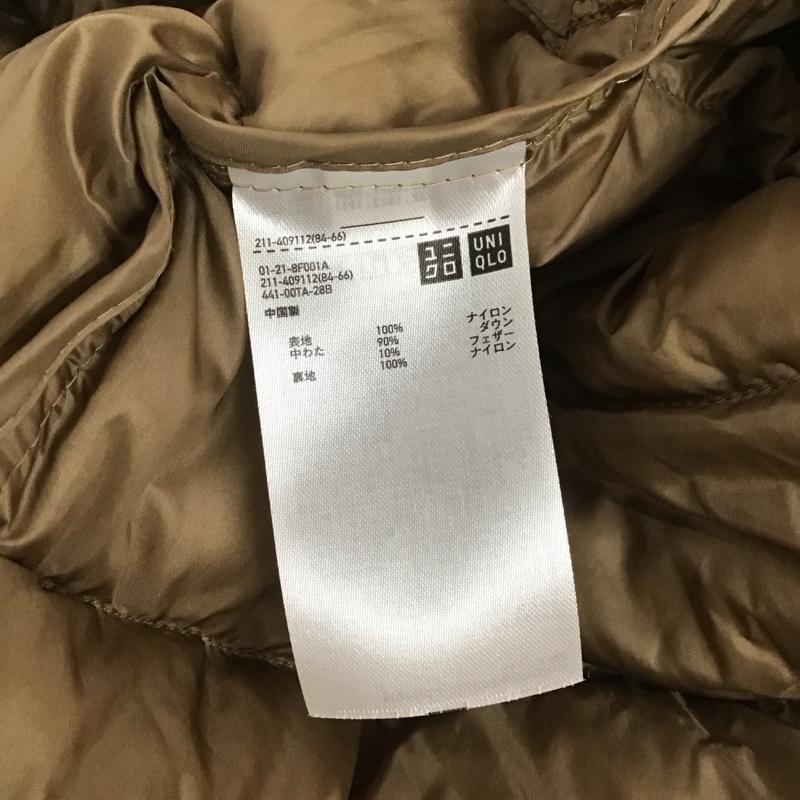 211-409112(84-66)
ユニ
クロ
UNI
QLO
01-21-8F001A
211-409112(84-66)
441-00TA-28B
中国製
表地 100% ナイロン
中わた 90% ダウン
10% フェザー
裏地 100% ナイロン